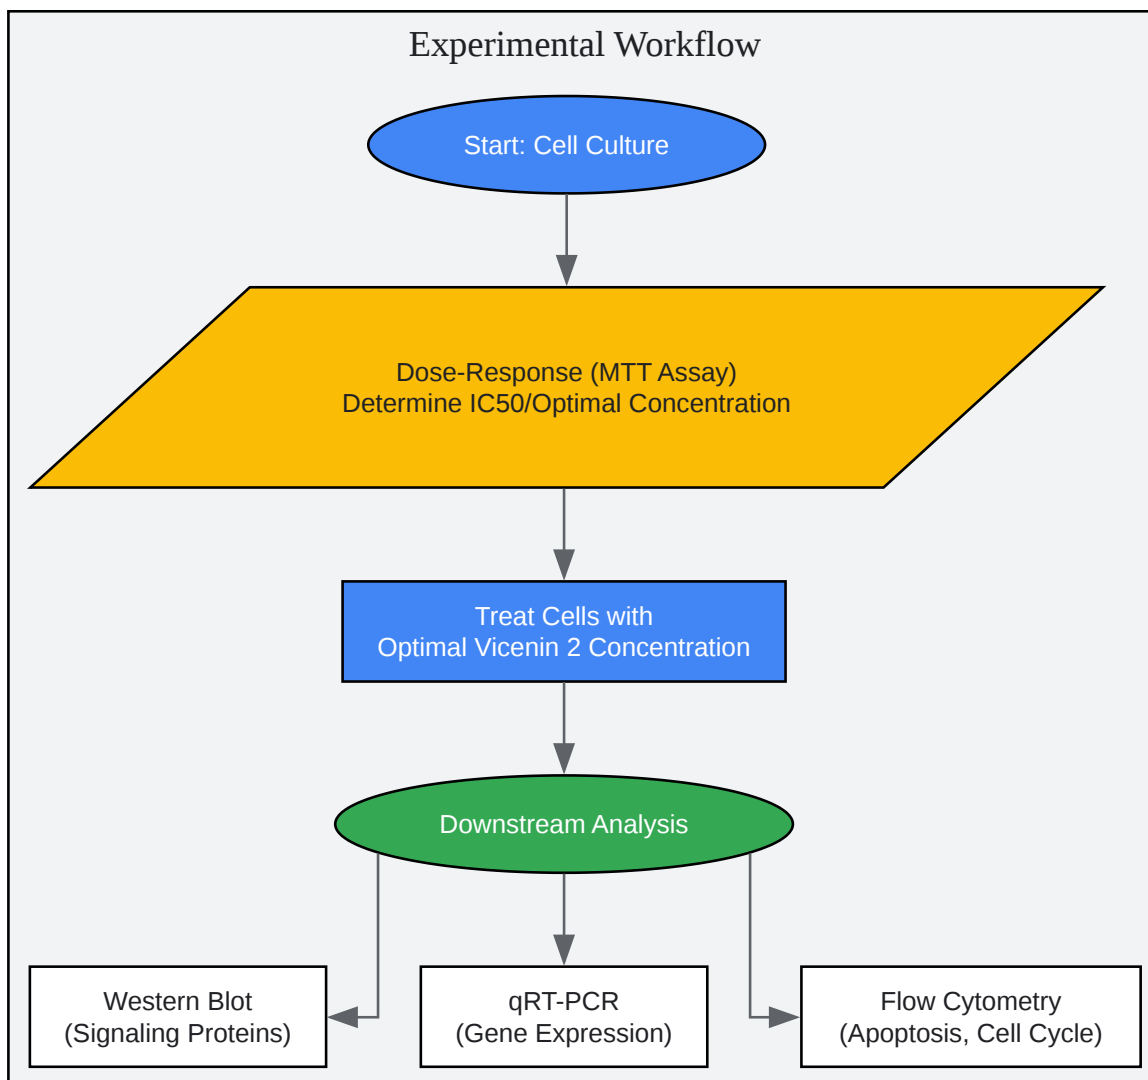 Experimental Workflow
Start: Cell Culture
Dose-Response (MTT Assay)
Determine IC50/Optimal Concentration
Treat Cells with
Optimal Vicenin 2 Concentration
Downstream Analysis
Western Blot
(Signaling Proteins)
qRT-PCR
(Gene Expression)
Flow Cytometry
(Apoptosis, Cell Cycle)